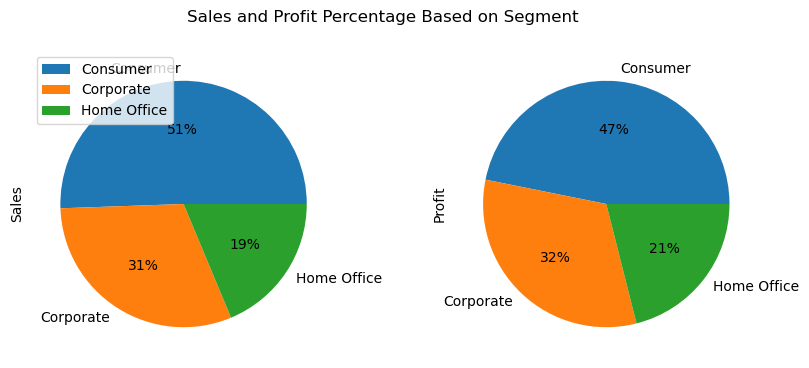 Sales and Profit Percentage Based on Segment
Consumer
Consumer
Corporate
Home Office
51%
31%
19%
Corporate
Home Office
Sales
Consumer
47%
32%
21%
Corporate
Home Office
Profit